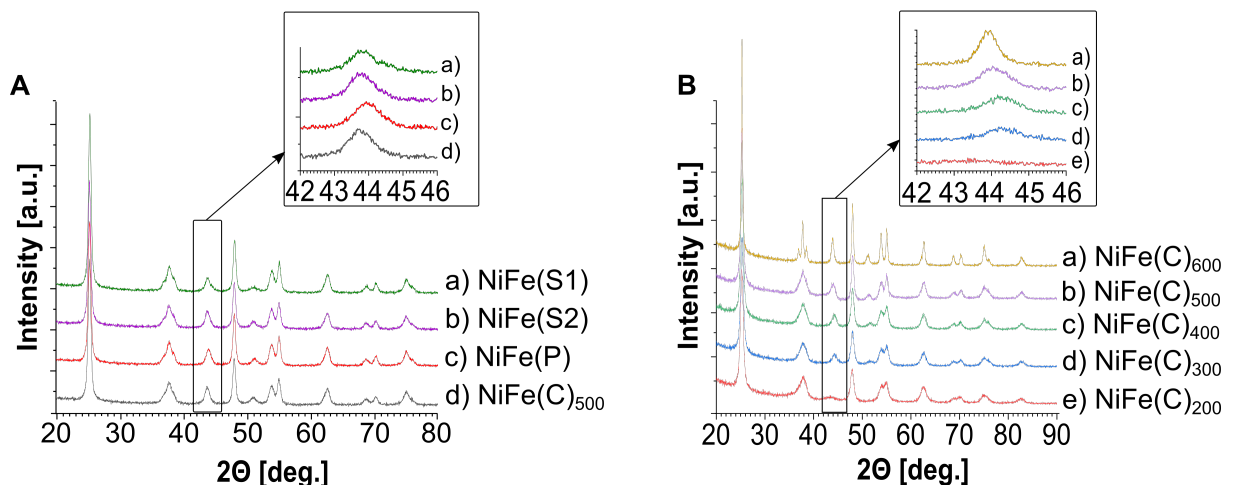 A
Intensity [a.u.]
a)
b)
c)
d)
42 43 44 45 46
a) NiFe(S1)
b) NiFe(S2)
c) NiFe(P)
d) NiFe(C)500
20 30 40 50 60 70 80
2Θ [deg.]
B
Intensity [a.u.]
a)
b)
c)
d)
e)
42 43 44 45 46
a) NiFe(C)600
b) NiFe(C)500
c) NiFe(C)400
d) NiFe(C)300
e) NiFe(C)200
20 30 40 50 60 70 80 90
2Θ [deg.]